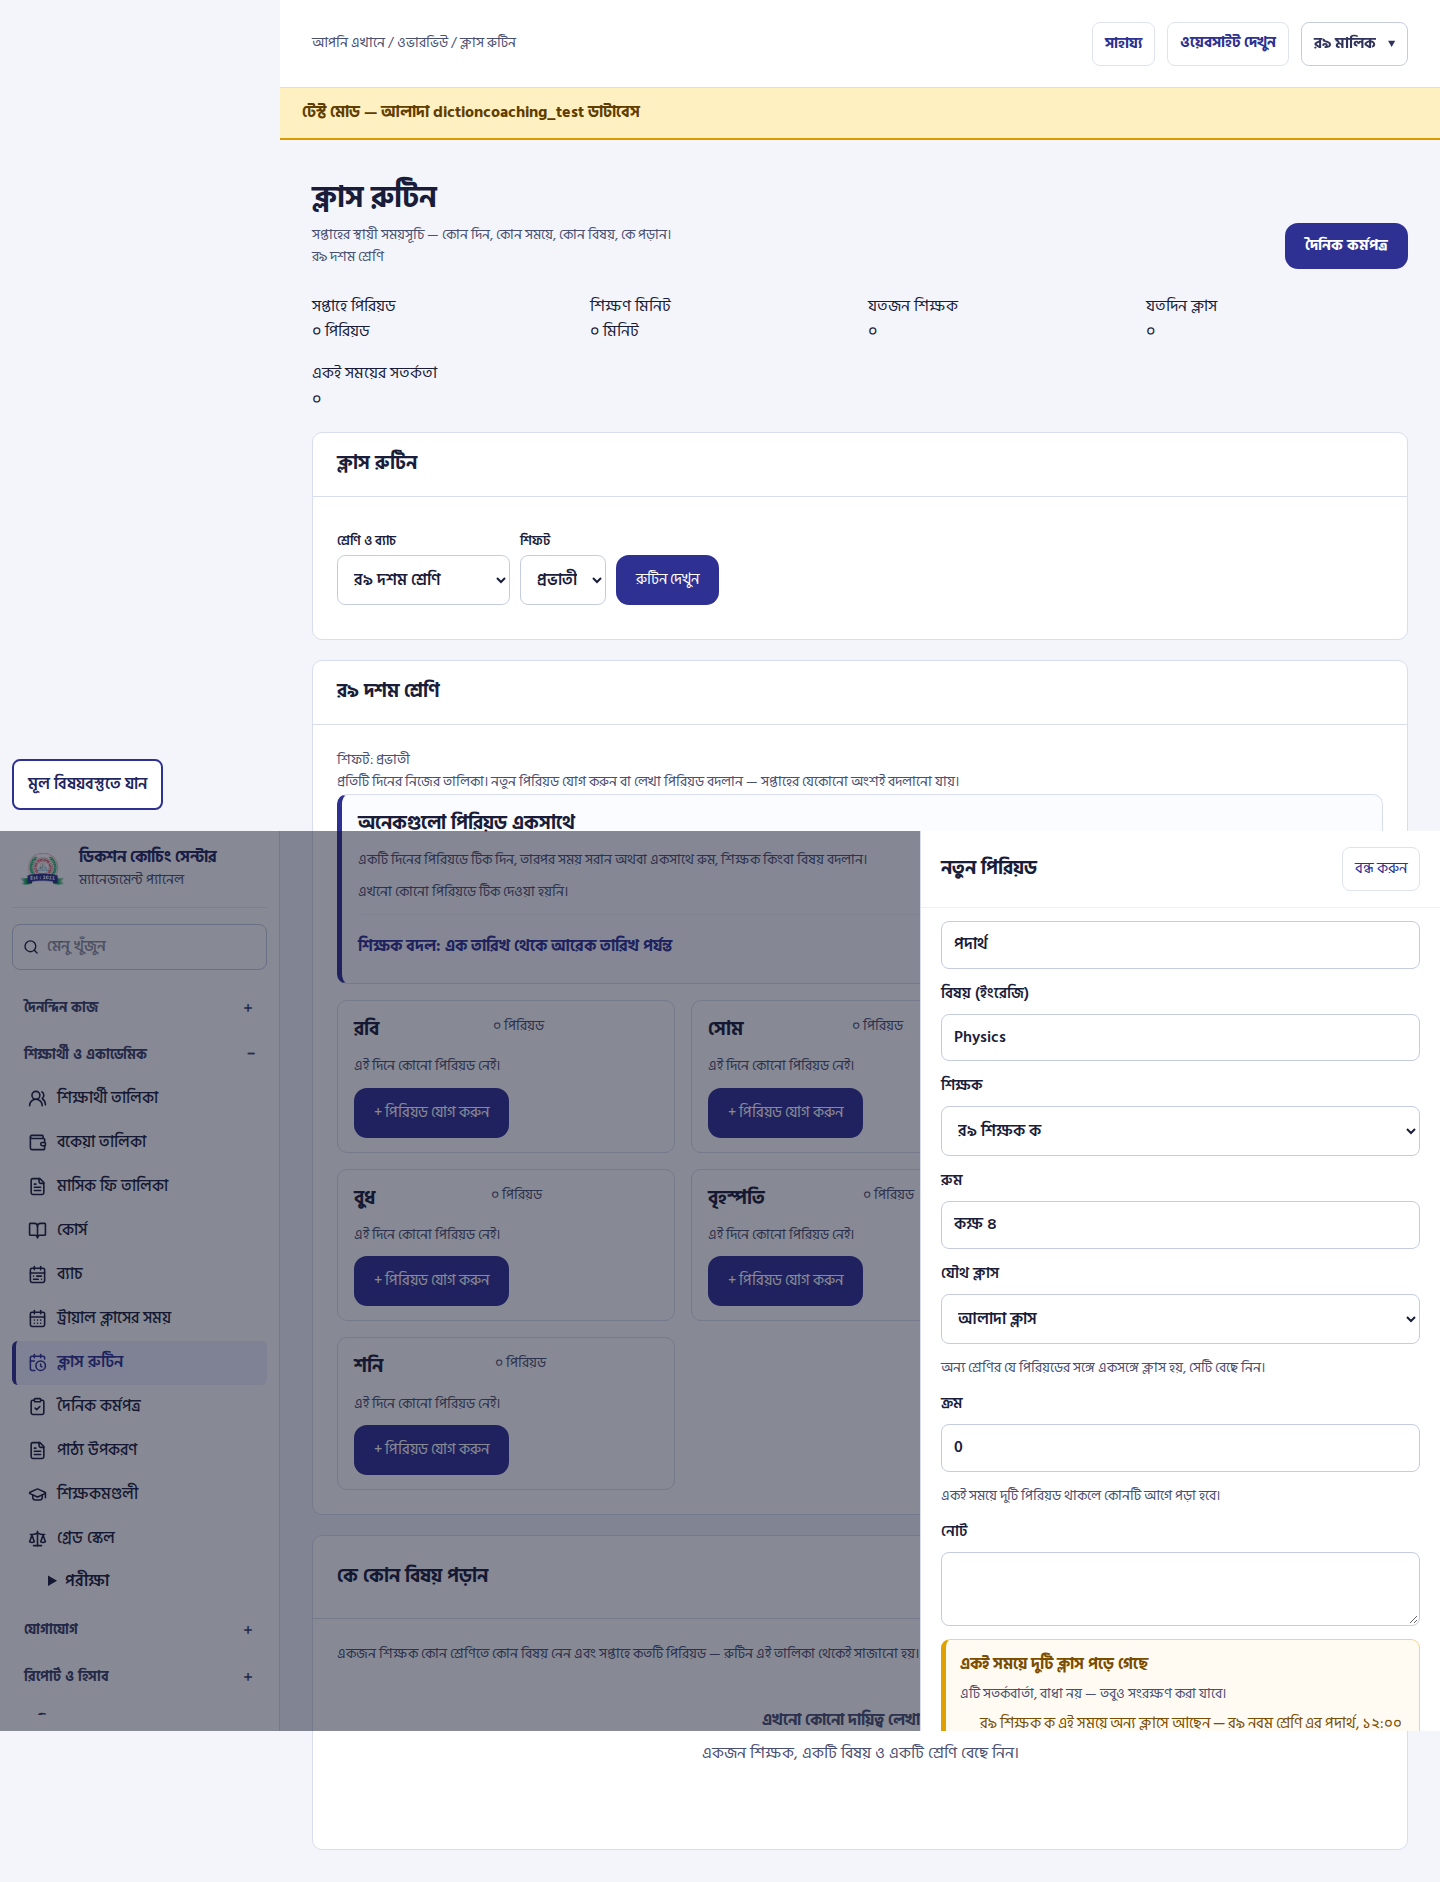 আপনি এখানে / ওভারভিউ / ক্লাস রুটিন
সাহায্য
ওয়েবসাইট দেখুন
র৯ মালিক
টেস্ট মোড — আলাদা dictioncoaching_test ডাটাবেস
ক্লাস রুটিন
সপ্তাহের স্থায়ী সময়সূচি — কোন দিন, কোন সময়ে, কোন বিষয়, কে পড়ান।
র৯ দশম শ্রেণি
দৈনিক কর্মপত্র
সপ্তাহে পিরিয়ড
০ পিরিয়ড
শিক্ষণ মিনিট
০ মিনিট
যতজন শিক্ষক
০
যতদিন ক্লাস
০
একই সময়ের সতর্কতা
০
ক্লাস রুটিন
শ্রেণি ও ব্যাচ
র৯ দশম শ্রেণি
শিফট
প্রভাতী
রুটিন দেখুন
র৯ দশম শ্রেণি
শিফট: প্রভাতী
প্রতিটি দিনের নিজের তালিকা। নতুন পিরিয়ড যোগ করুন বা লেখা পিরিয়ড বদলান — সপ্তাহের যেকোনো অংশই বদলানো যায়।
অনেকগুলো পিরিয়ড একসাথে
একটি দিনের পিরিয়ডে টিক দিন, তারপর সময় সরান অথবা একসাথে রুম, শিক্ষক কিংবা বিষয় বদলান।
এখনো কোনো পিরিয়ডে টিক দেওয়া হয়নি।
শিক্ষক বদল: এক তারিখ থেকে আরেক তারিখ পর্যন্ত
রবি
০ পিরিয়ড
এই দিনে কোনো পিরিয়ড নেই।
+ পিরিয়ড যোগ করুন
সোম
০ পিরিয়ড
এই দিনে কোনো পিরিয়ড নেই।
+ পিরিয়ড যোগ করুন
বুধ
০ পিরিয়ড
এই দিনে কোনো পিরিয়ড নেই।
+ পিরিয়ড যোগ করুন
বৃহস্পতি
০ পিরিয়ড
এই দিনে কোনো পিরিয়ড নেই।
+ পিরিয়ড যোগ করুন
শনি
০ পিরিয়ড
এই দিনে কোনো পিরিয়ড নেই।
+ পিরিয়ড যোগ করুন
কে কোন বিষয় পড়ান
একজন শিক্ষক কোন শ্রেণিতে কোন বিষয় নেন এবং সপ্তাহে কতটি পিরিয়ড — রুটিন এই তালিকা থেকেই সাজানো হয়।
এখনো কোনো দায়িত্ব লেখা
একজন শিক্ষক, একটি বিষয় ও একটি শ্রেণি বেছে নিন।
মূল বিষয়বস্তুতে যান
ডিকশন কোচিং সেন্টার
ম্যানেজমেন্ট প্যানেল
মেনু খুঁজুন
দৈনন্দিন কাজ +
শিক্ষার্থী ও একাডেমিক −
শিক্ষার্থী তালিকা
বকেয়া তালিকা
মাসিক ফি তালিকা
কোর্স
ব্যাচ
ট্রায়াল ক্লাসের সময়
ক্লাস রুটিন
দৈনিক কর্মপত্র
পাঠ্য উপকরণ
শিক্ষকমণ্ডলী
গ্রেড স্কেল
পরীক্ষা
যোগাযোগ +
রিপোর্ট ও হিসাব +
নতুন পিরিয়ড
বন্ধ করুন
পদার্থ
বিষয় (ইংরেজি)
Physics
শিক্ষক
র৯ শিক্ষক ক
রুম
কক্ষ ৪
যৌথ ক্লাস
আলাদা ক্লাস
অন্য শ্রেণির যে পিরিয়ডের সঙ্গে একসঙ্গে ক্লাস হয়, সেটি বেছে নিন।
ক্রম
0
একই সময়ে দুটি পিরিয়ড থাকলে কোনটি আগে পড়া হবে।
নোট
একই সময়ে দুটি ক্লাস পড়ে গেছে
এটি সতর্কবার্তা, বাধা নয় — তবুও সংরক্ষণ করা যাবে।
র৯ শিক্ষক ক এই সময়ে অন্য ক্লাসে আছেন — র৯ নবম শ্রেণি এর পদার্থ, ১২:০০